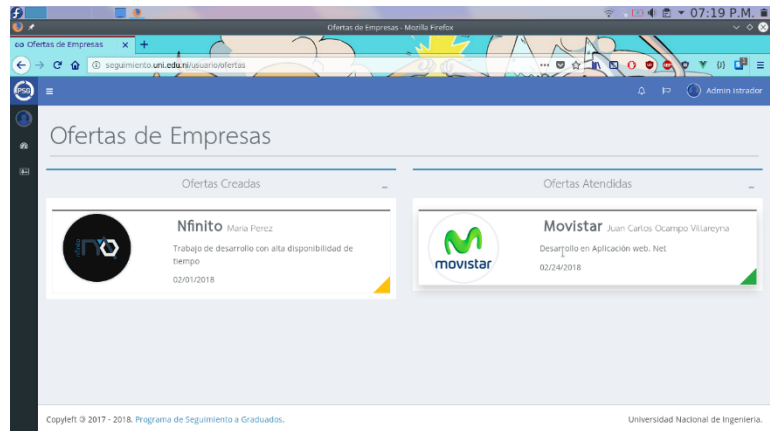 07:19 P.M.
Ofertas de Empresas - Mozilla Firefox
Ofertas de Empresas
seguimiento.uni.edu.ni/usuario/ofertas
PSG
Admin istrador
Ofertas de Empresas
Ofertas Creadas
Nfinito Maria Perez
Trabajo de desarrollo con alta disponibilidad de
tiempo
02/01/2018
Ofertas Atendidas
movistar
Movistar Juan Carlos Ocampo Villareyna
Desarrollo en Aplicación web. Net
02/24/2018
Copyleft © 2017 - 2018. Programa de Seguimiento a Graduados.
Universidad Nacional de Ingeniería.